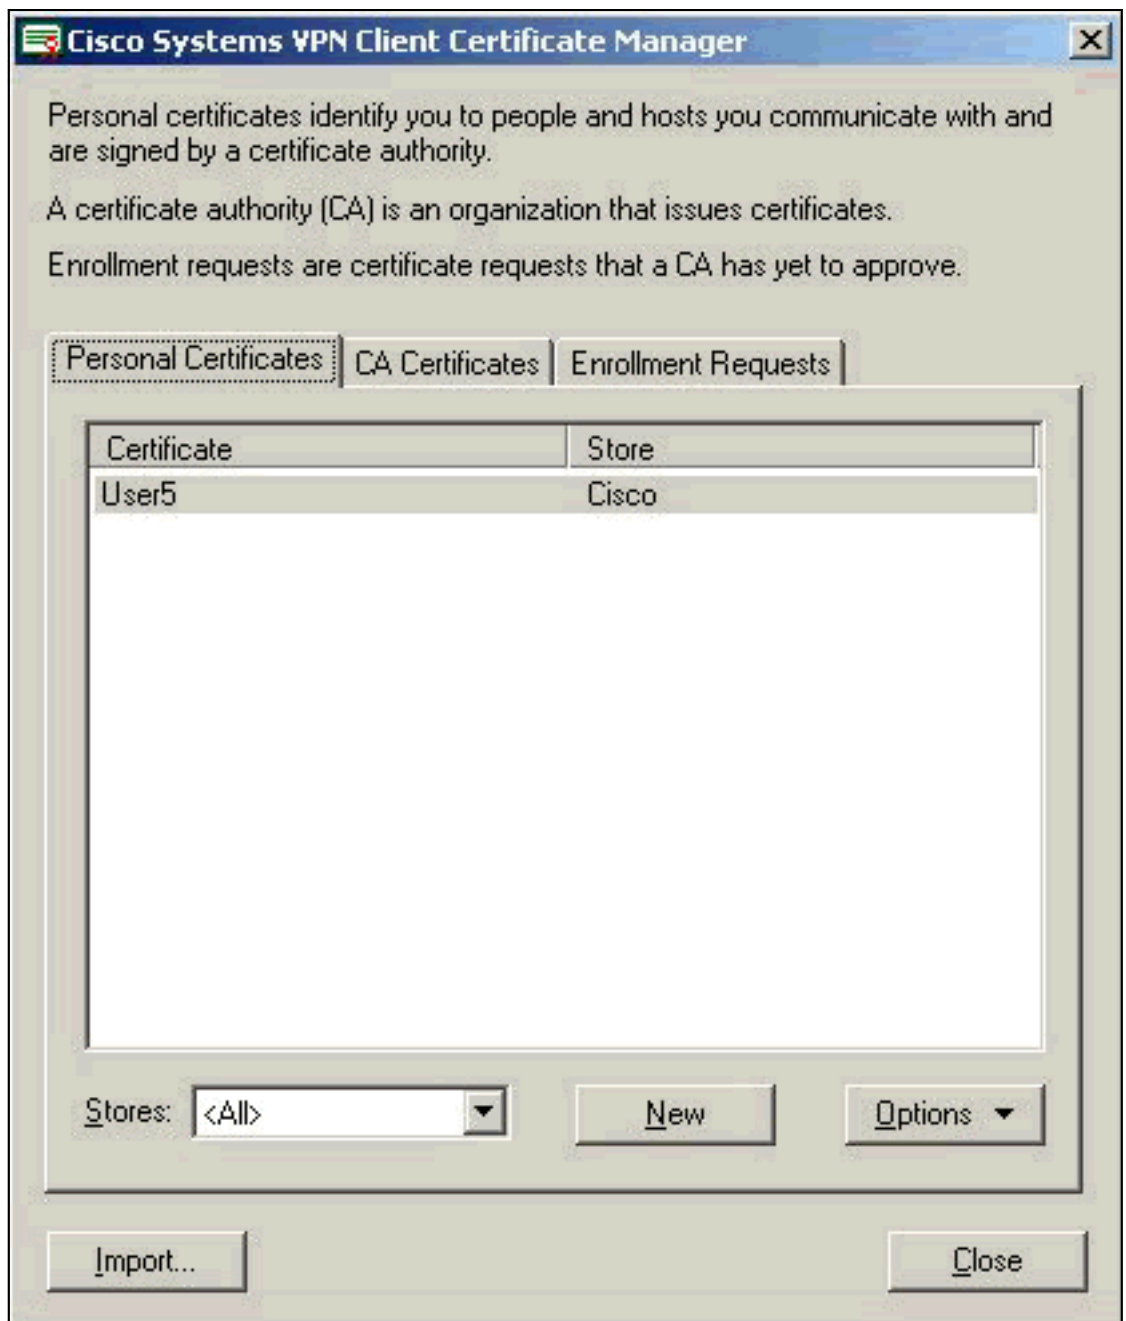 Cisco Systems VPN Client Certificate Manager
Personal certificates identify you to people and hosts you communicate with and
are signed by a certificate authority.
A certificate authority (CA) is an organization that issues certificates.
Enrollment requests are certificate requests that a CA has yet to approve.
Personal Certificates CA Certificates Enrollment Requests
Certificate Store
User5 Cisco
Stores: <All> New Options
Import... Close